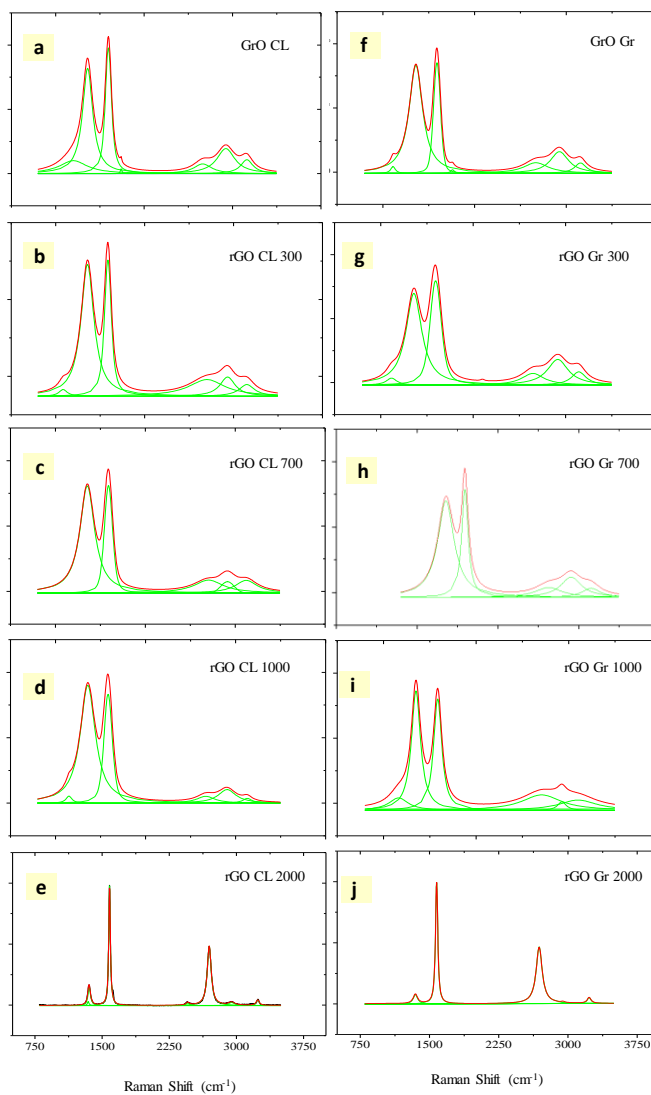 a
GrO CL
f
GrO Gr
b
rGO CL 300
g
rGO Gr 300
c
rGO CL 700
h
rGO Gr 700
d
rGO CL 1000
i
rGO Gr 1000
e
rGO CL 2000
j
rGO Gr 2000
750 1500 2250 3000 3750
750 1500 2250 3000 3750
Raman Shift (cm-1)
Raman Shift (cm-1)